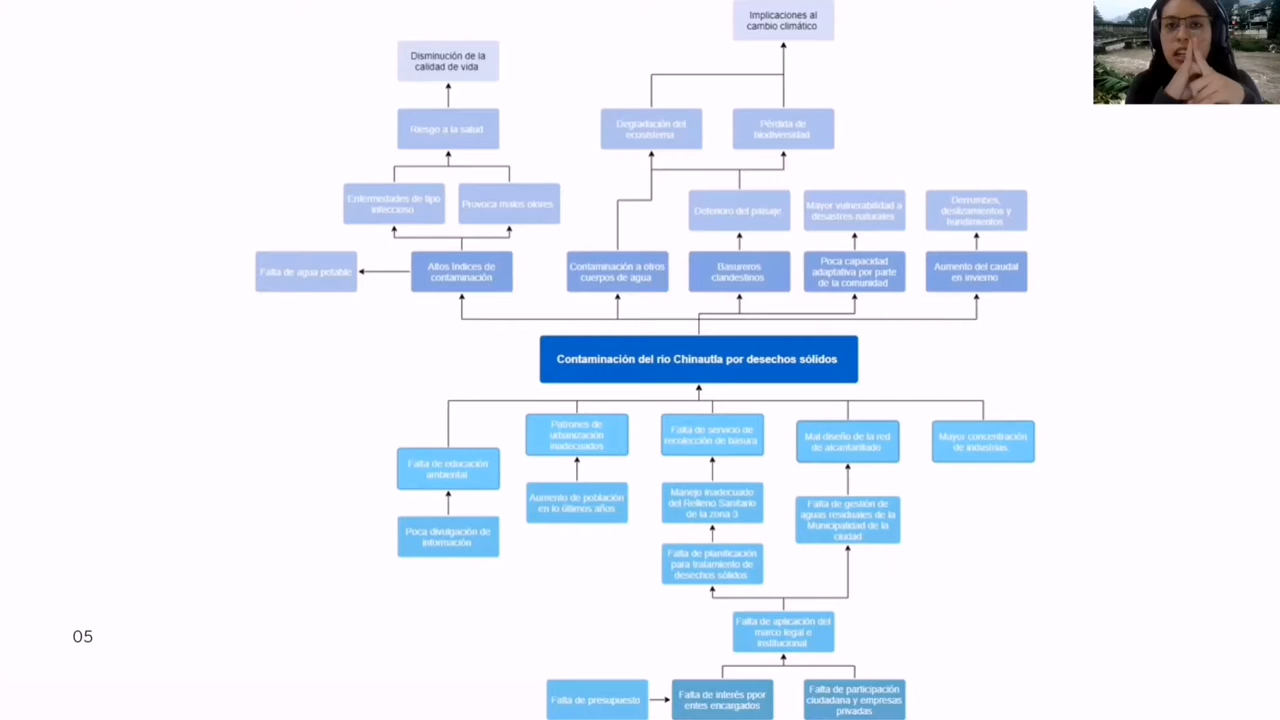 Implicaciones al
cambio climático
Disminución de la
calidad de vida
Riesgo a la salud
Degradación del
ecosistema
Pérdida de
biodiversidad
Enfermedades de tipo
infeccioso
Provoca malos olores
Deterioro del paisaje
Mayor vulnerabilidad a
desastres naturales
Derrumbes,
deslizamientos y
hundimientos
Falta de agua potable
Altos índices de
contaminación
Contaminación a otros
cuerpos de agua
Basureros
clandestinos
Poca capacidad
adaptativa por parte
de la comunidad
Aumento del caudal
en invierno
Contaminación del río Chinautla por desechos sólidos
Falta de educación
ambiental
Patrones de
urbanización
inadecuados
Falta de servicio de
recolección de basura
Mal diseño de la red
de alcantarillado
Mayor concentración
de industrias.
Poca divulgación de
información
Aumento de población
en lo últimos años
Manejo inadecuado
del Relleno Sanitario
de la zona 3
Falta de gestión de
aguas residuales de la
Municipalidad de la
ciudad
Falta de planificación
para tratamiento de
desechos sólidos
Falta de aplicación del
marco legal e
institucional
05
Falta de presupuesto
Falta de interés ppor
entes encargados
Falta de participación
ciudadana y empresas
privadas